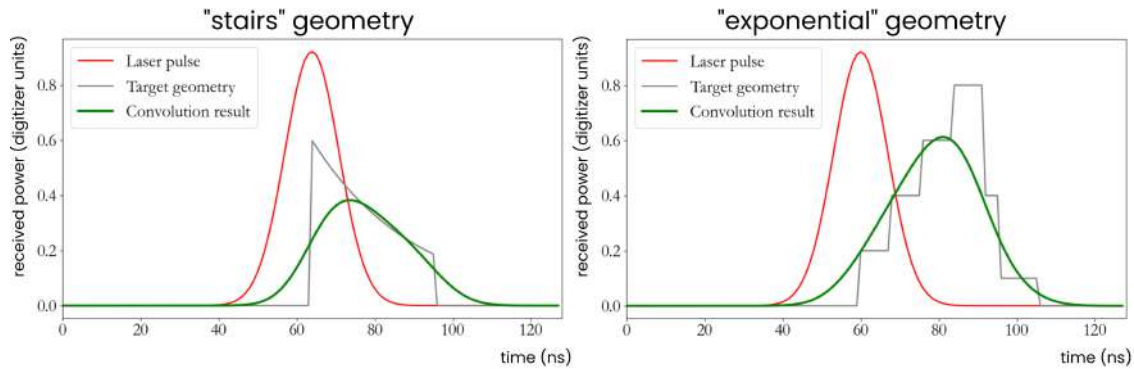 "stairs" geometry
received power (digitizer units)
Laser pulse
Target geometry
Convolution result
0.8
0.6
0.4
0.2
0.0
0 20 40 60 80 100 120
time (ns)
"exponential" geometry
received power (digitizer units)
Laser pulse
Target geometry
Convolution result
0.8
0.6
0.4
0.2
0.0
0 20 40 60 80 100 120
time (ns)